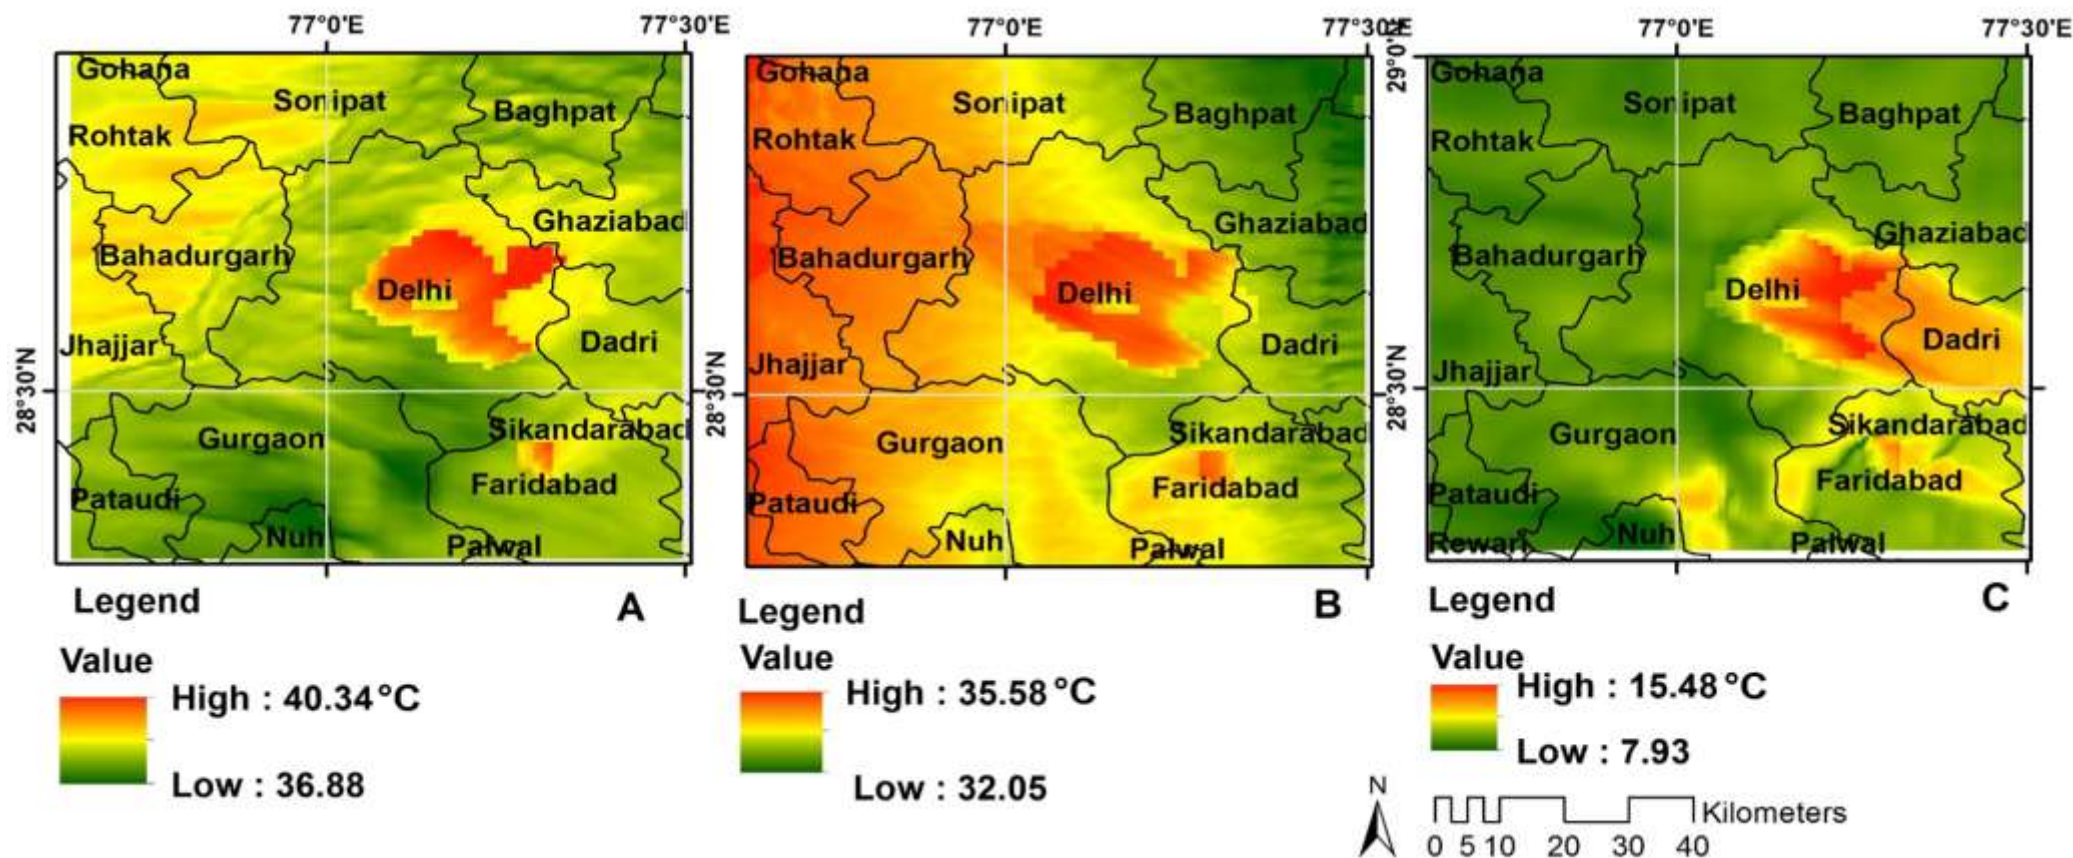 77°0'E
77°30'E
Gohana
Sonipat
Baghpat
Rohtak
Ghaziabad
Bahadurgarh
Delhi
Jhajjar
Dadri
28°30'N
Gurgaon
Sikandarabad
Faridabad
Pataudi
Nuh
Palwal
Legend
A
Value
High : 40.34°C
Low : 36.88
77°0'E
77°30'E
Gohana
Sonipat
Baghpat
Rohtak
Ghaziabad
Bahadurgarh
Delhi
Jhajjar
Dadri
28°30'N
Gurgaon
Sikandarabad
Faridabad
Pataudi
Nuh
Palwal
Legend
B
Value
High : 35.58°C
Low : 32.05
77°0'E
77°30'E
29°0'N
Gohana
Sonipat
Baghpat
Rohtak
Ghaziabad
Bahadurgarh
Delhi
Dadri
Jhajjar
28°30'N
Gurgaon
Sikandarabad
Faridabad
Pataudi
Nuh
Rewari
Palwal
Legend
C
Value
High : 15.48°C
Low : 7.93
N
Kilometers
0 5 10 20 30 40